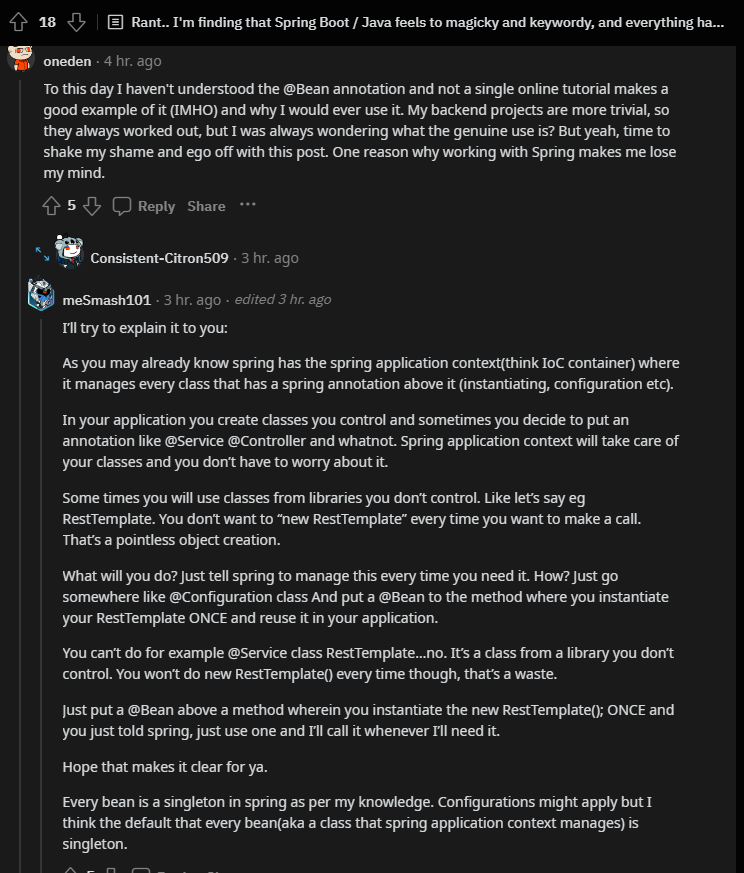 18
Rant.. I'm finding that Spring Boot / Java feels to magicky and keywordy, and everything ha...
oneden · 4 hr. ago
To this day I haven't understood the @Bean annotation and not a single online tutorial makes a
good example of it (IMHO) and why I would ever use it. My backend projects are more trivial, so
they always worked out, but I was always wondering what the genuine use is? But yeah, time to
shake my shame and ego off with this post. One reason why working with Spring makes me lose
my mind.
5 Reply Share ···
Consistent-Citron509 · 3 hr. ago
meSmash101 · 3 hr. ago · edited 3 hr. ago
I'll try to explain it to you:
As you may already know spring has the spring application context(think IoC container) where
it manages every class that has a spring annotation above it (instantiating, configuration etc).
In your application you create classes you control and sometimes you decide to put an
annotation like @Service @Controller and whatnot. Spring application context will take care of
your classes and you don't have to worry about it.
Some times you will use classes from libraries you don't control. Like let's say eg
RestTemplate. You don't want to “new RestTemplate” every time you want to make a call.
That's a pointless object creation.
What will you do? Just tell spring to manage this every time you need it. How? Just go
somewhere like @Configuration class And put a @Bean to the method where you instantiate
your RestTemplate ONCE and reuse it in your application.
You can't do for example @Service class RestTemplate...no. It's a class from a library you don't
control. You won't do new RestTemplate() every time though, that's a waste.
Just put a @Bean above a method wherein you instantiate the new RestTemplate(); ONCE and
you just told spring, just use one and I'll call it whenever I'll need it.
Hope that makes it clear for ya.
Every bean is a singleton in spring as per my knowledge. Configurations might apply but I
think the default that every bean(aka a class that spring application context manages) is
singleton.